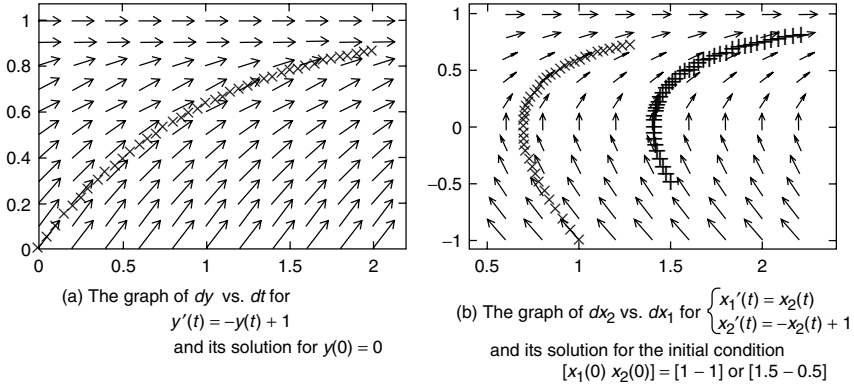 1
0.8
0.6
0.4
0.2
0
0 0.5 1 1.5 2
(a) The graph of dy vs. dt for
y′(t) = −y(t) + 1
and its solution for y(0) = 0
1
0.5
0
−0.5
−1
0.5 1 1.5 2
(b) The graph of dx2 vs. dx1 for { x1′(t) = x2(t)
x2′(t) = −x2(t) + 1
and its solution for the initial condition
[x1(0) x2(0)] = [1 − 1] or [1.5 − 0.5]